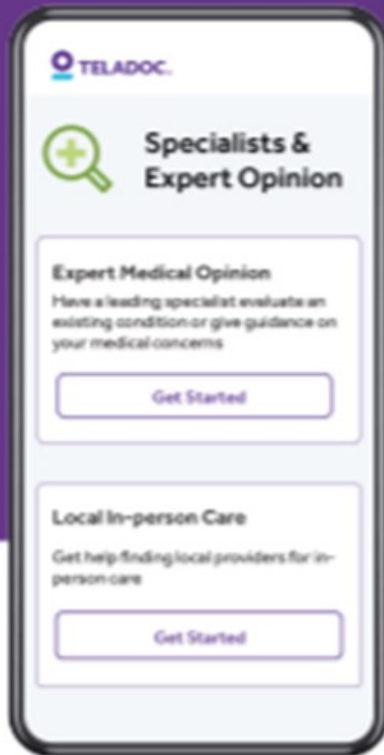 TELADOC.
Specialists &
Expert Opinion
Expert Medical Opinion
Have a leading specialist evaluate an
existing condition or give guidance on
your medical concerns
Get Started
Local In-person Care
Get help finding local providers for in-
person care
Get Started